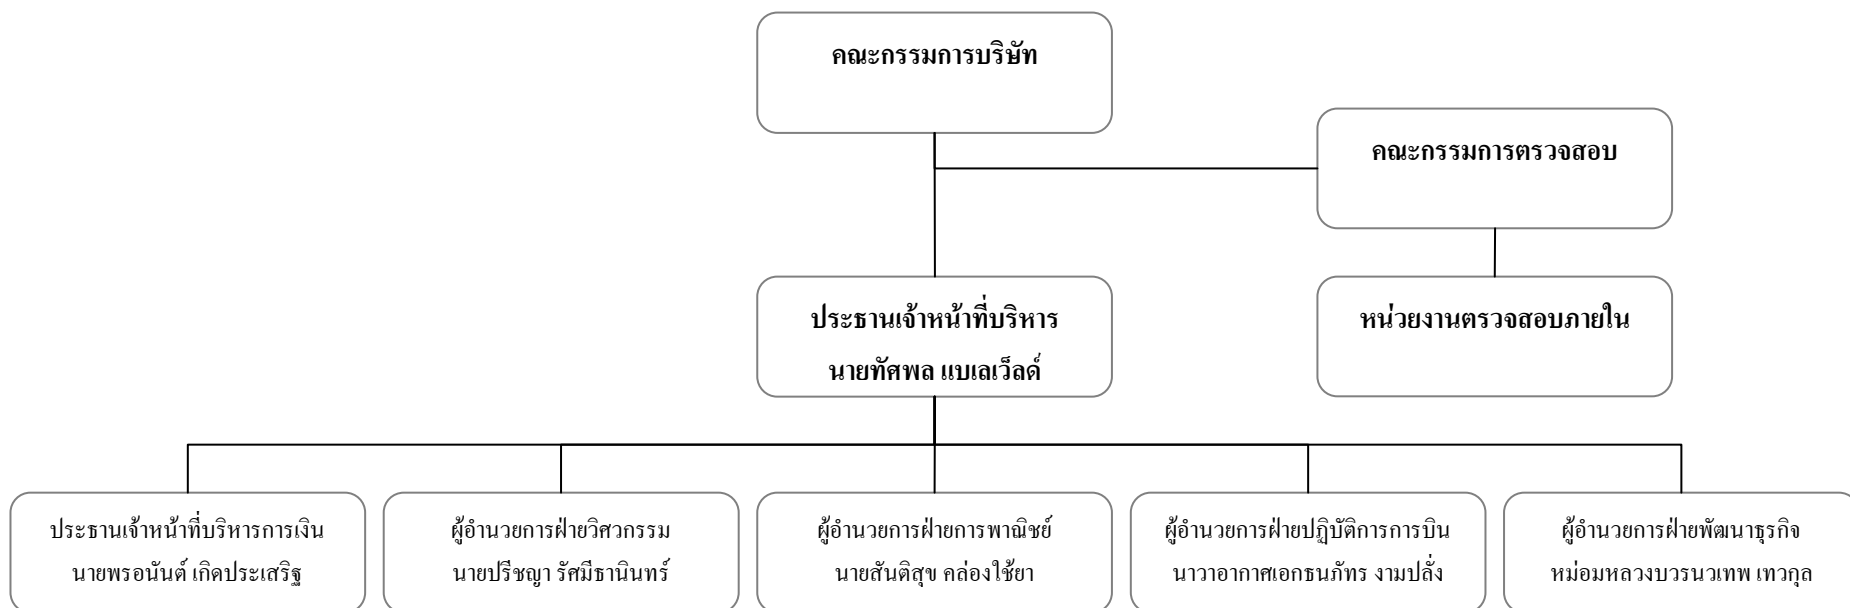 คณะกรรมการบริษัท
คณะกรรมการตรวจสอบ
ประธานเจ้าหน้าที่บริหาร
นายทัศพล แบเลเว็ลด์
หน่วยงานตรวจสอบภายใน
ประธานเจ้าหน้าที่บริหารการเงิน
นายพรอนันต์ เกิดประเสริฐ
ผู้อำนวยการฝ่ายวิศวกรรม
นายปรีชญา รัศมีธานินทร์
ผู้อำนวยการฝ่ายการพาณิชย์
นายสันติสุข คล่องใช้ยา
ผู้อำนวยการฝ่ายปฏิบัติการการบิน
นาวาอากาศเอกธนภัทร งามปลั่ง
ผู้อำนวยการฝ่ายพัฒนาธุรกิจ
หม่อมหลวงบวรนวเทพ เทวกุล